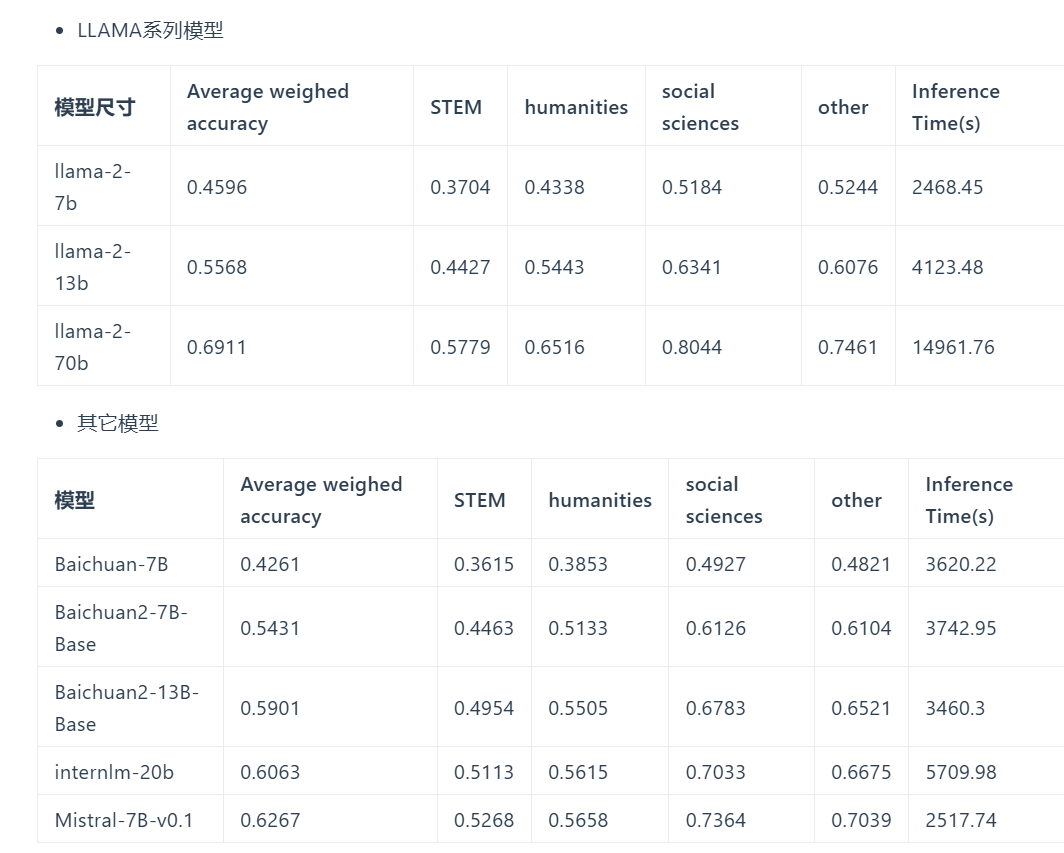 LLAMA系列模型
模型尺寸 Average weighed accuracy STEM humanities social sciences other Inference Time(s)
llama-2-7b 0.4596 0.3704 0.4338 0.5184 0.5244 2468.45
llama-2-13b 0.5568 0.4427 0.5443 0.6341 0.6076 4123.48
llama-2-70b 0.6911 0.5779 0.6516 0.8044 0.7461 14961.76
其它模型
模型 Average weighed accuracy STEM humanities social sciences other Inference Time(s)
Baichuan-7B 0.4261 0.3615 0.3853 0.4927 0.4821 3620.22
Baichuan2-7B-Base 0.5431 0.4463 0.5133 0.6126 0.6104 3742.95
Baichuan2-13B-Base 0.5901 0.4954 0.5505 0.6783 0.6521 3460.3
internlm-20b 0.6063 0.5113 0.5615 0.7033 0.6675 5709.98
Mistral-7B-v0.1 0.6267 0.5268 0.5658 0.7364 0.7039 2517.74